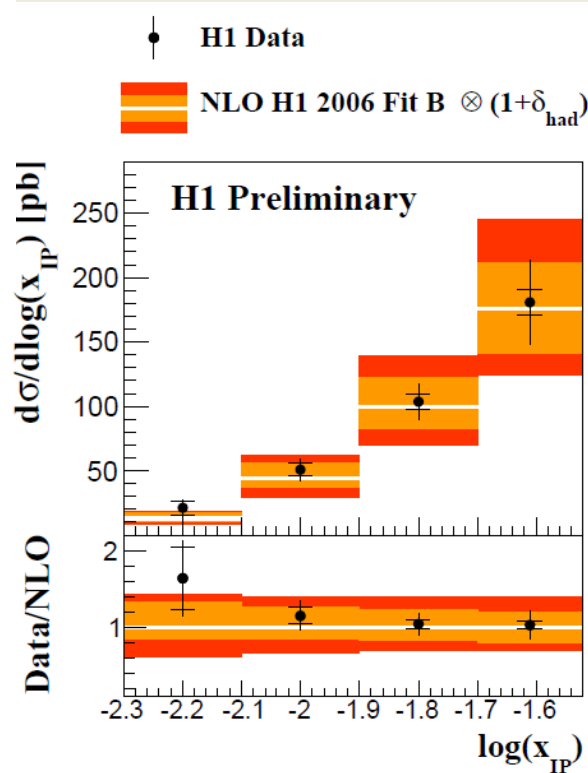 H1 Data
NLO H1 2006 Fit B ⊗ (1+δhad)
H1 Preliminary
dσ/dlog(xIP) [pb]
250
200
150
100
50
Data/NLO
2
1
-2.3 -2.2 -2.1 -2 -1.9 -1.8 -1.7 -1.6
log(xIP)